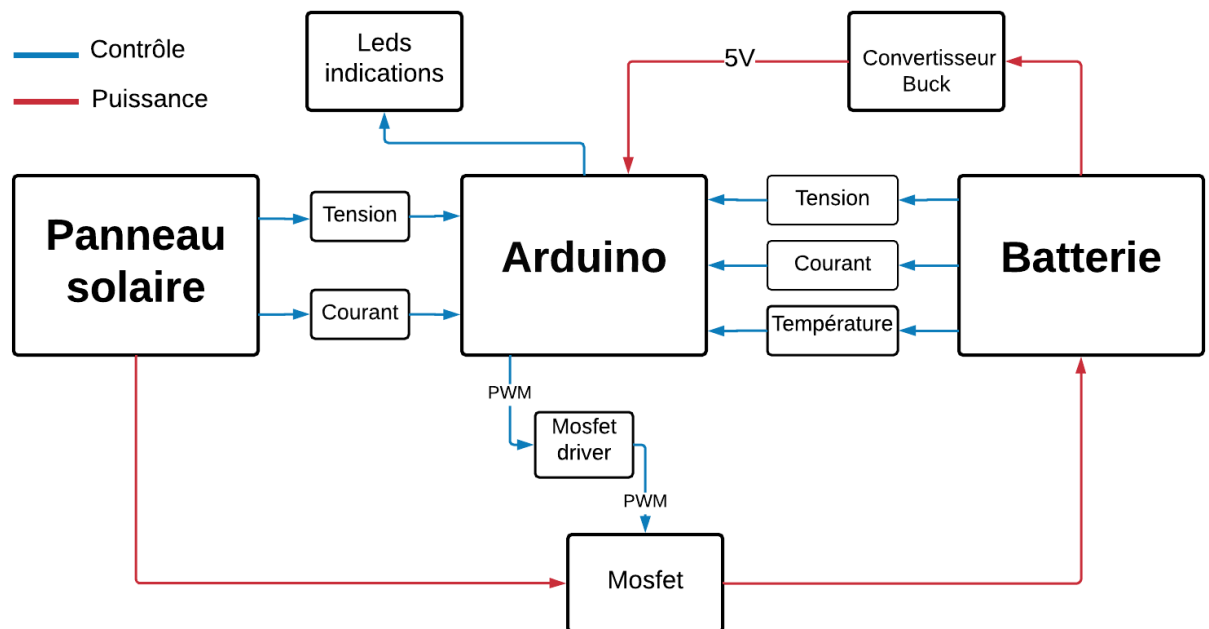 Contrôle
Puissance
Leds
indications
5V
Convertisseur
Buck
Panneau
solaire
Tension
Courant
Arduino
Tension
Courant
Température
Batterie
PWM
Mosfet
driver
PWM
Mosfet